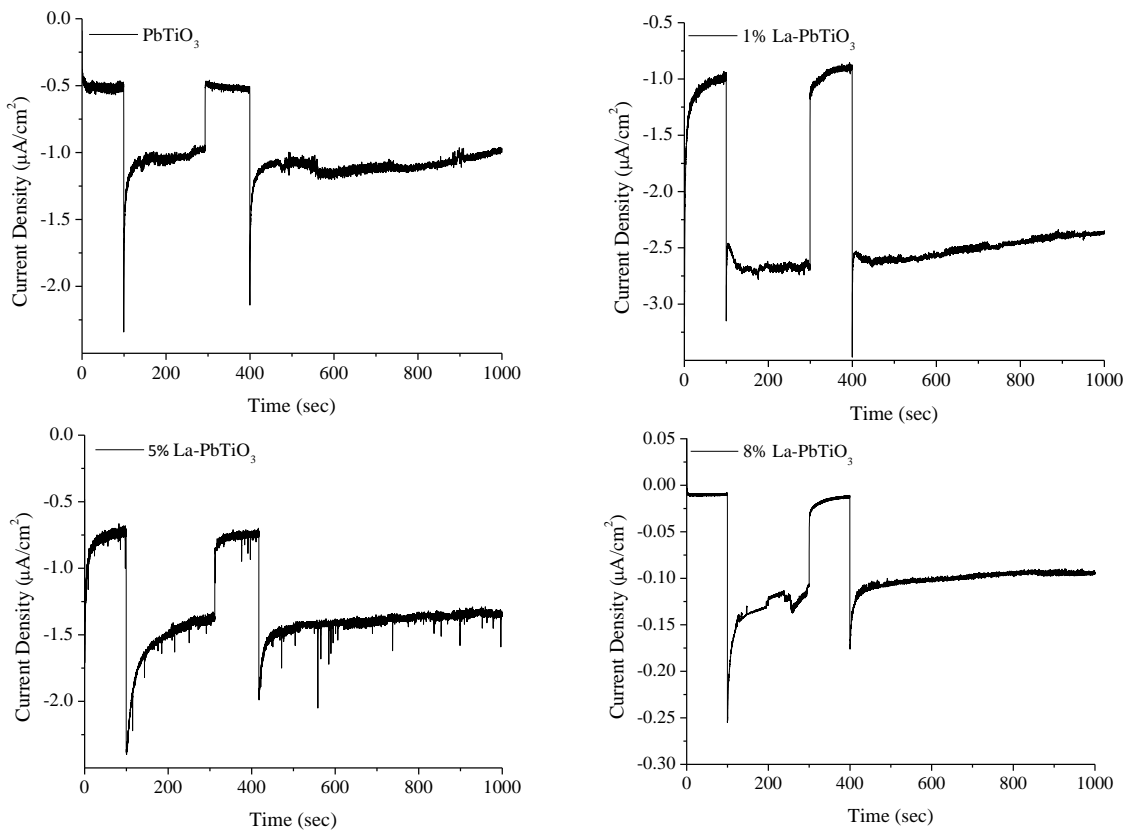 PbTiO₃
0.0
-0.5
-1.0
-1.5
-2.0
Current Density (μA/cm²)
0 200 400 600 800 1000
Time (sec)
1% La-PbTiO₃
-0.5
-1.0
-1.5
-2.0
-2.5
-3.0
Current Density (μA/cm²)
0 200 400 600 800 1000
Time (sec)
5% La-PbTiO₃
0.0
-0.5
-1.0
-1.5
-2.0
Current Density (μA/cm²)
0 200 400 600 800 1000
Time (sec)
8% La-PbTiO₃
0.05
0.00
-0.05
-0.10
-0.15
-0.20
-0.25
-0.30
Current Density (μA/cm²)
0 200 400 600 800 1000
Time (sec)